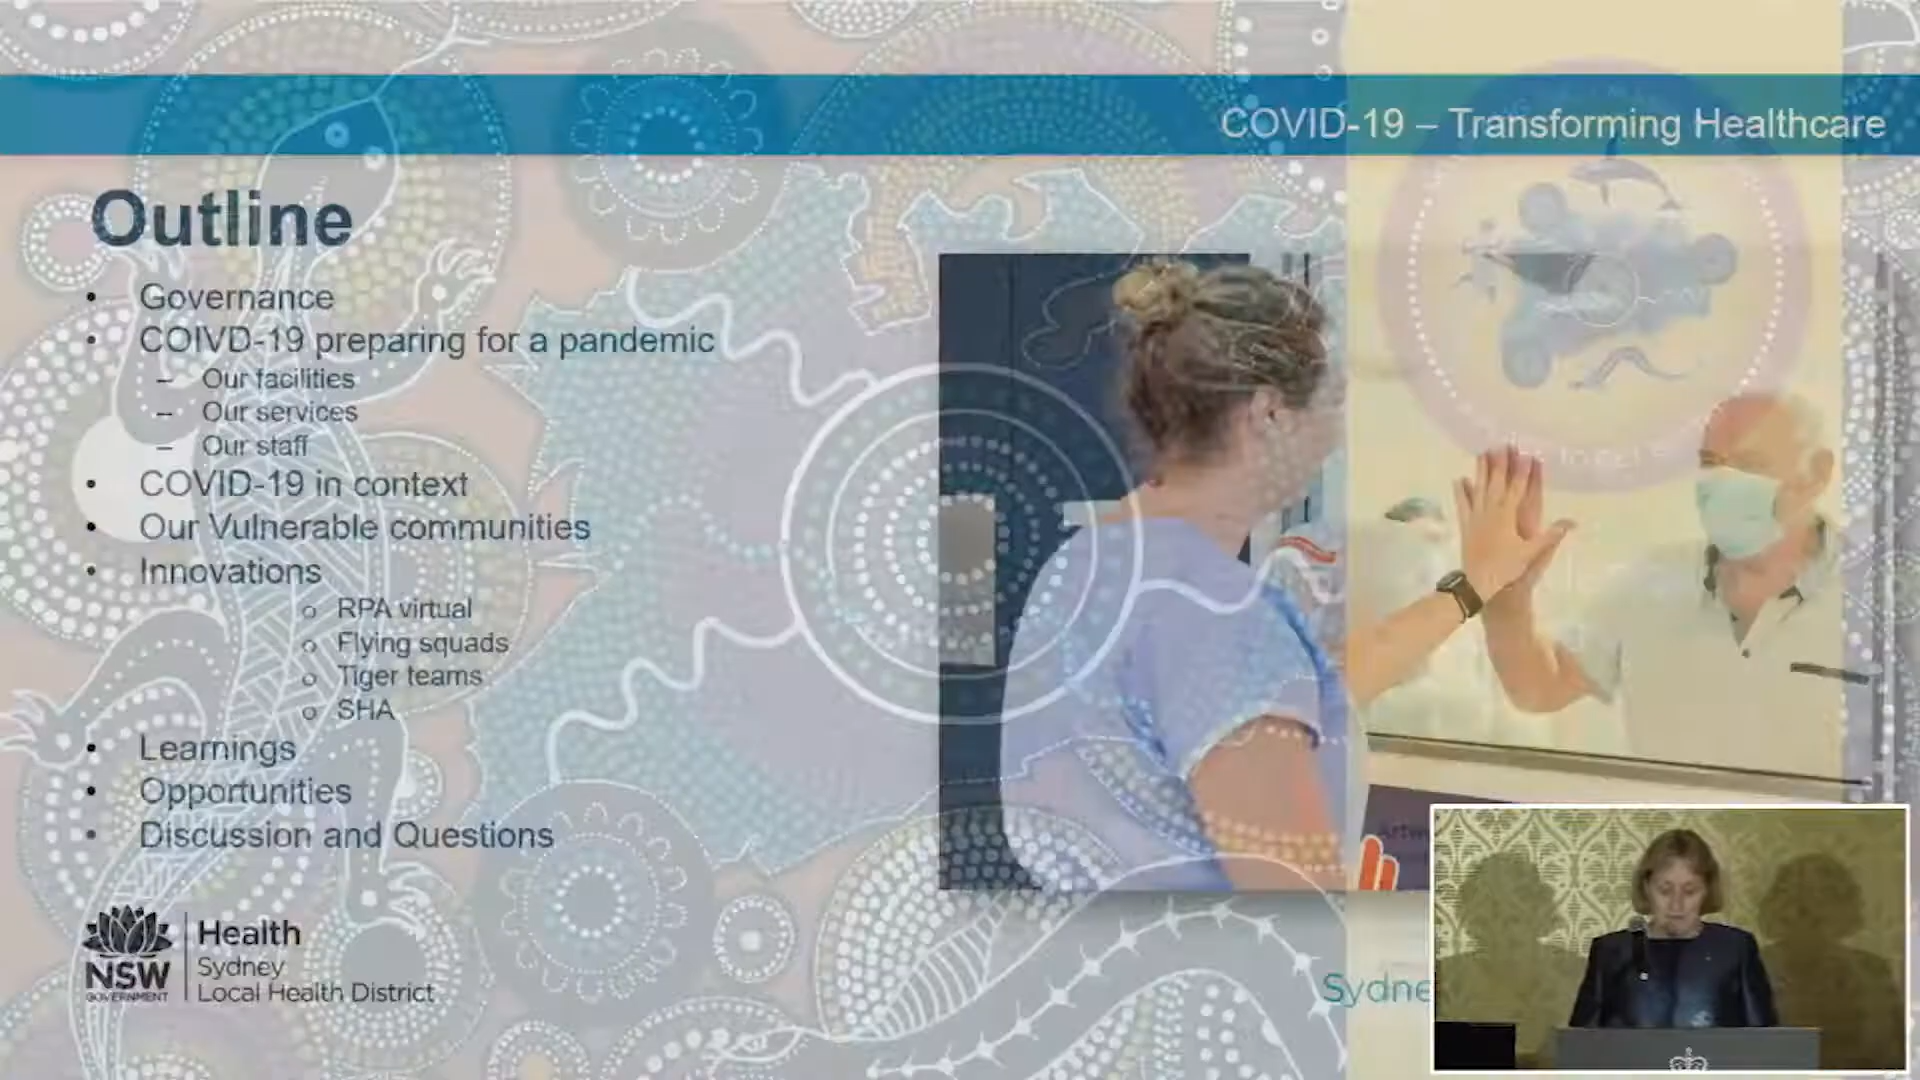 COVID-19 – Transforming Healthcare
Outline
• Governance
• COIVD-19 preparing for a pandemic
– Our facilities
– Our services
– Our staff
• COVID-19 in context
• Our Vulnerable communities
• Innovations
o RPA virtual
o Flying squads
o Tiger teams
o SHA
• Learnings
• Opportunities
• Discussion and Questions
Health
Sydney
Local Health District
NSW
GOVERNMENT
Sydne